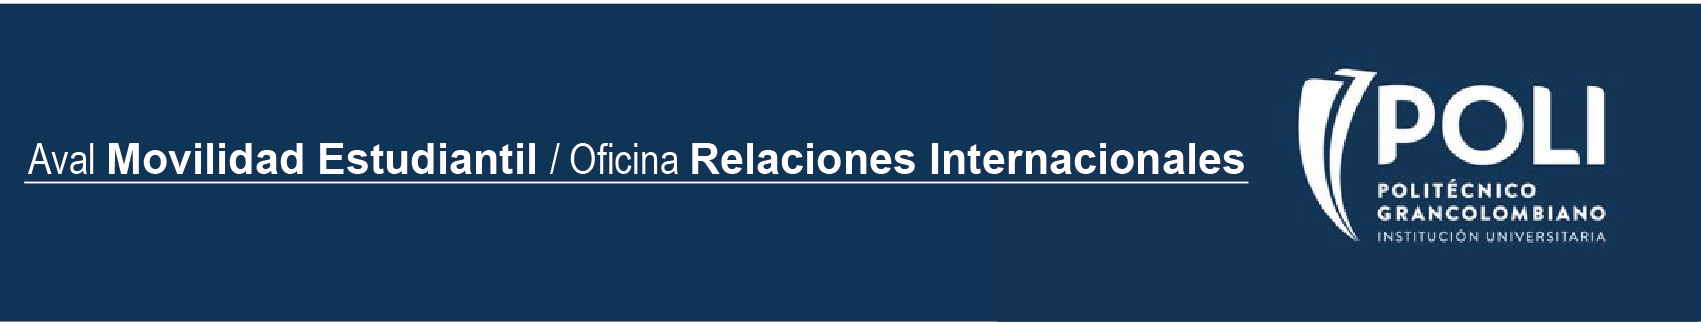 Aval Movilidad Estudiantil / Oficina Relaciones Internacionales
POLI
POLITÉCNICO
GRANCOLOMBIANO
INSTITUCIÓN UNIVERSITARIA